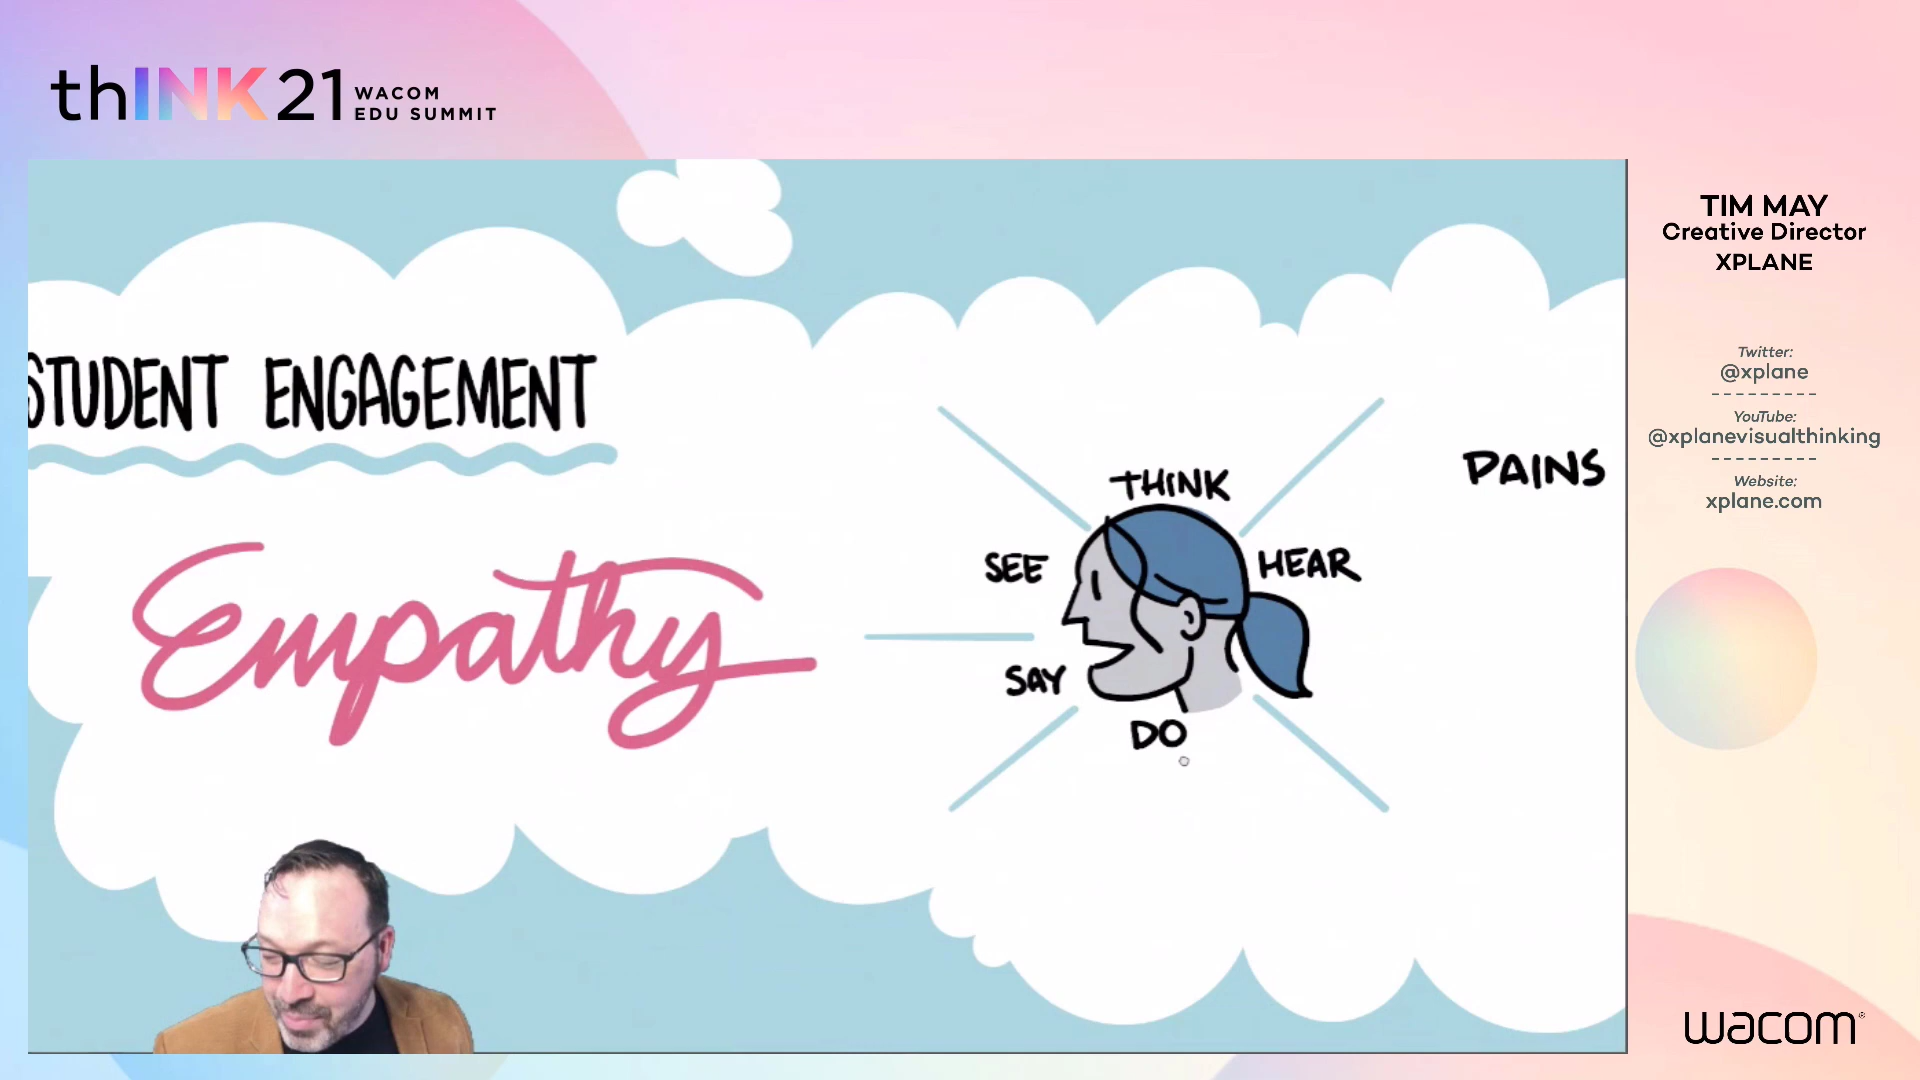 thINK21 WACOM
EDU SUMMIT
STUDENT ENGAGEMENT
Empathy
THINK
SEE
HEAR
SAY
DO
PAINS
TIM MAY
Creative Director
XPLANE
Twitter:
@xplane
YouTube:
@xplanevisualthinking
Website:
xplane.com
wacom®